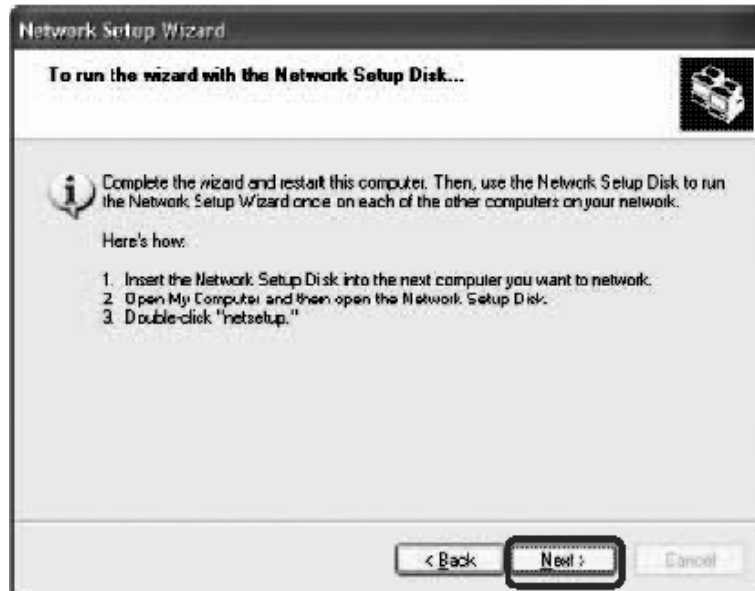 Network Setup Wizard
To run the wizard with the Network Setup Disk...
Complete the wizard and restart this computer. Then, use the Network Setup Disk to run
the Network Setup Wizard once on each of the other computers on your network.
Here's how:
1. Insert the Network Setup Disk into the next computer you want to network.
2. Open My Computer and then open the Network Setup Disk.
3. Double-click "netsetup."
< Back Next > Cancel